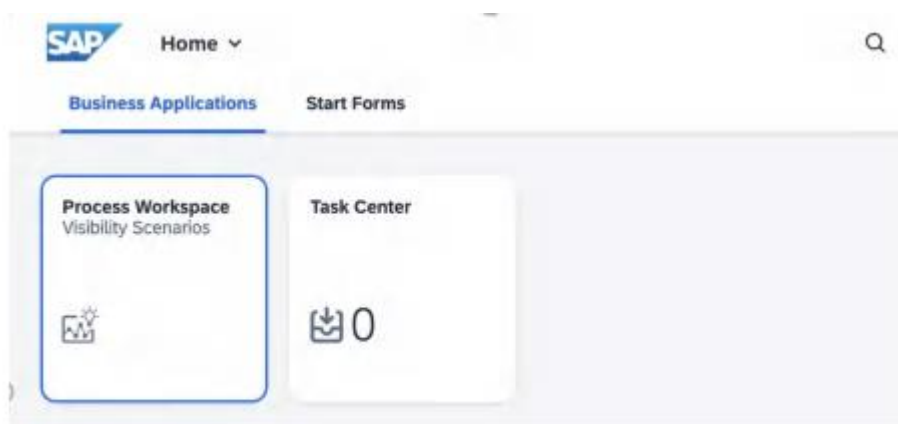 SAP Home
Business Applications Start Forms
Process Workspace Task Center
Visibility Scenarios
0